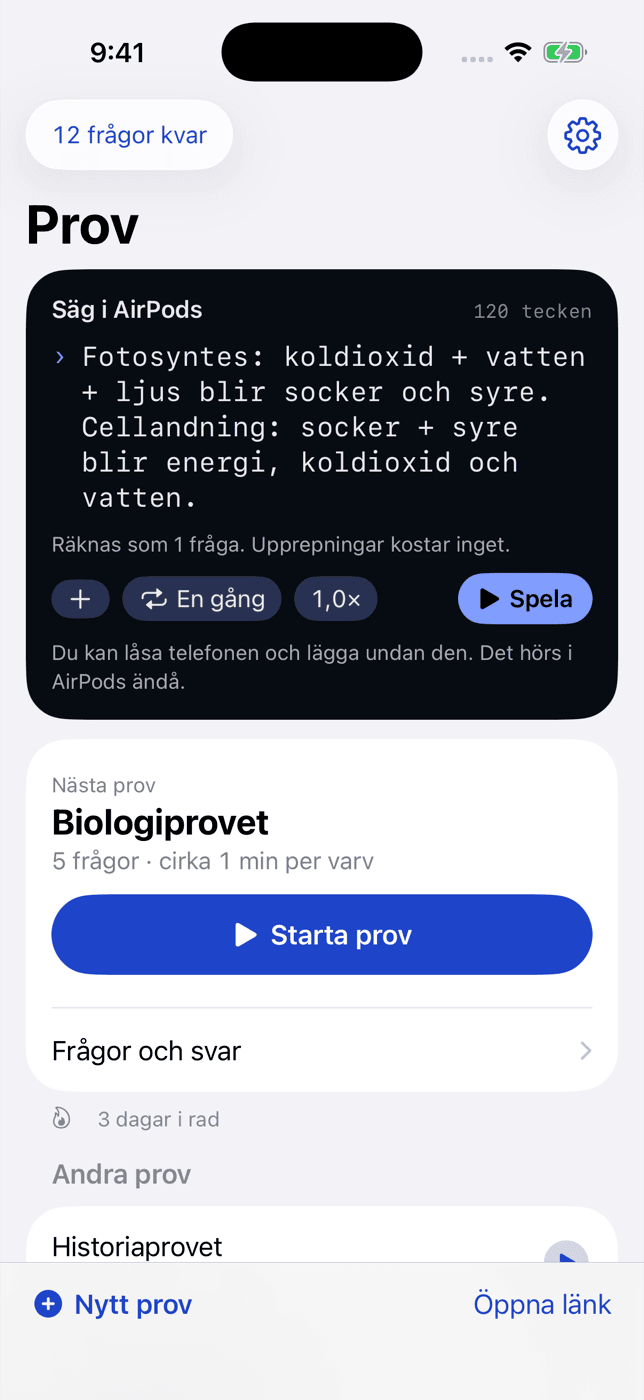 9:41
12 frågor kvar
Prov
Säg i AirPods
120 tecken
› Fotosyntes: koldioxid + vatten
+ ljus blir socker och syre.
Cellandning: socker + syre
blir energi, koldioxid och
vatten.
Räknas som 1 fråga. Upprepningar kostar inget.
+ En gång 1,0× Spela
Du kan låsa telefonen och lägga undan den. Det hörs i
AirPods ändå.
Nästa prov
Biologiprovet
5 frågor · cirka 1 min per varv
Starta prov
Frågor och svar
3 dagar i rad
Andra prov
Historiaprovet
Nytt prov
Öppna länk